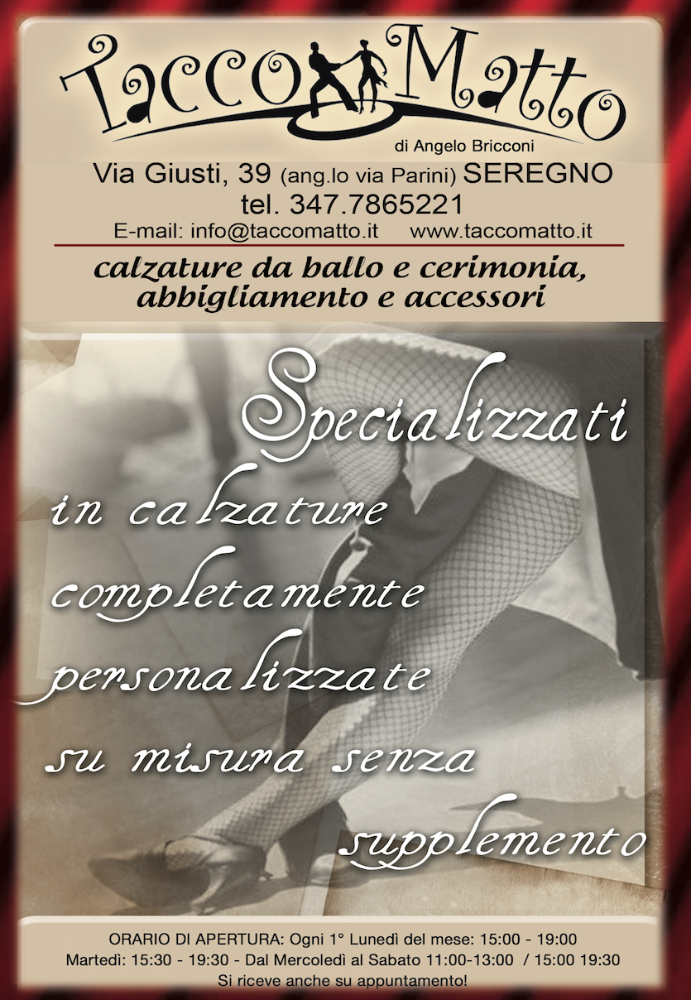 Tacco Matto
di Angelo Bricconi
Via Giusti, 39 (ang.lo via Parini) SEREGNO
tel. 347.7865221
E-mail: info@taccomatto.it www.taccomatto.it
calzature da ballo e cerimonia,
abbigliamento e accessori
Specializzati
in calzature
completamente
personalizzate
su misura senza
supplemento
ORARIO DI APERTURA: Ogni 1° Lunedì del mese: 15:00 - 19:00
Martedì: 15:30 - 19:30 - Dal Mercoledì al Sabato 11:00-13:00 / 15:00 19:30
Si riceve anche su appuntamento!